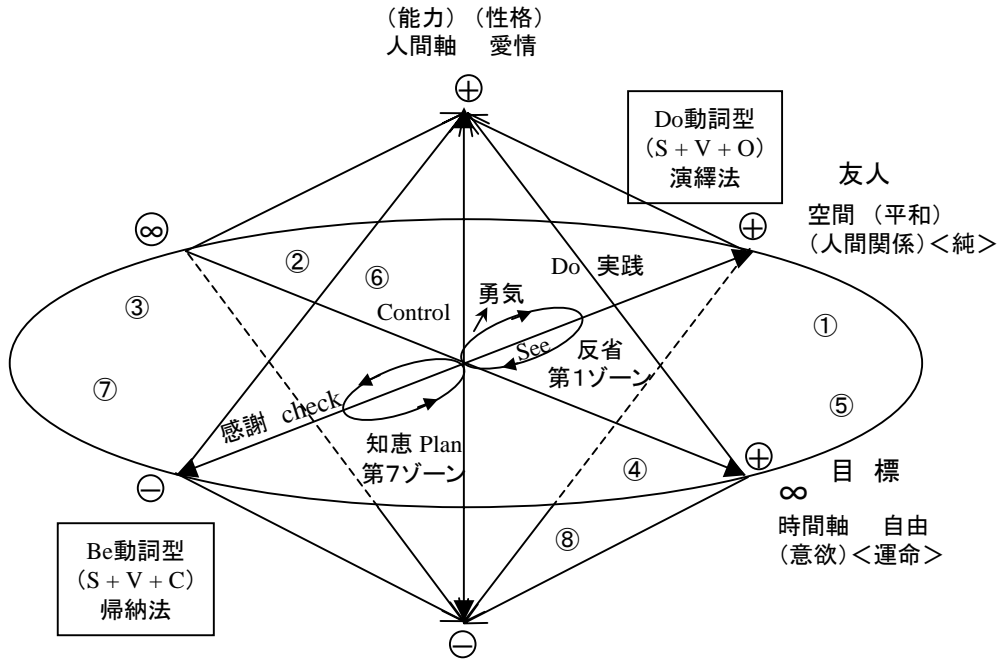 （能力）（性格）
人間軸　愛情
⊕
Do動詞型
（S + V + O）
演繹法
友人
空間 （平和）
(人間関係)＜純＞
∞
⊕
②
⑥
Do 実践
③
Control
勇気
①
See
反省
第1ゾーン
⑦
⑤
感謝 check
知恵 Plan
第7ゾーン
④
⊕
目 標
⊖
∞
時間軸　自由
(意欲)＜運命＞
⑧
Be動詞型
（S + V + C）
帰納法
⊖